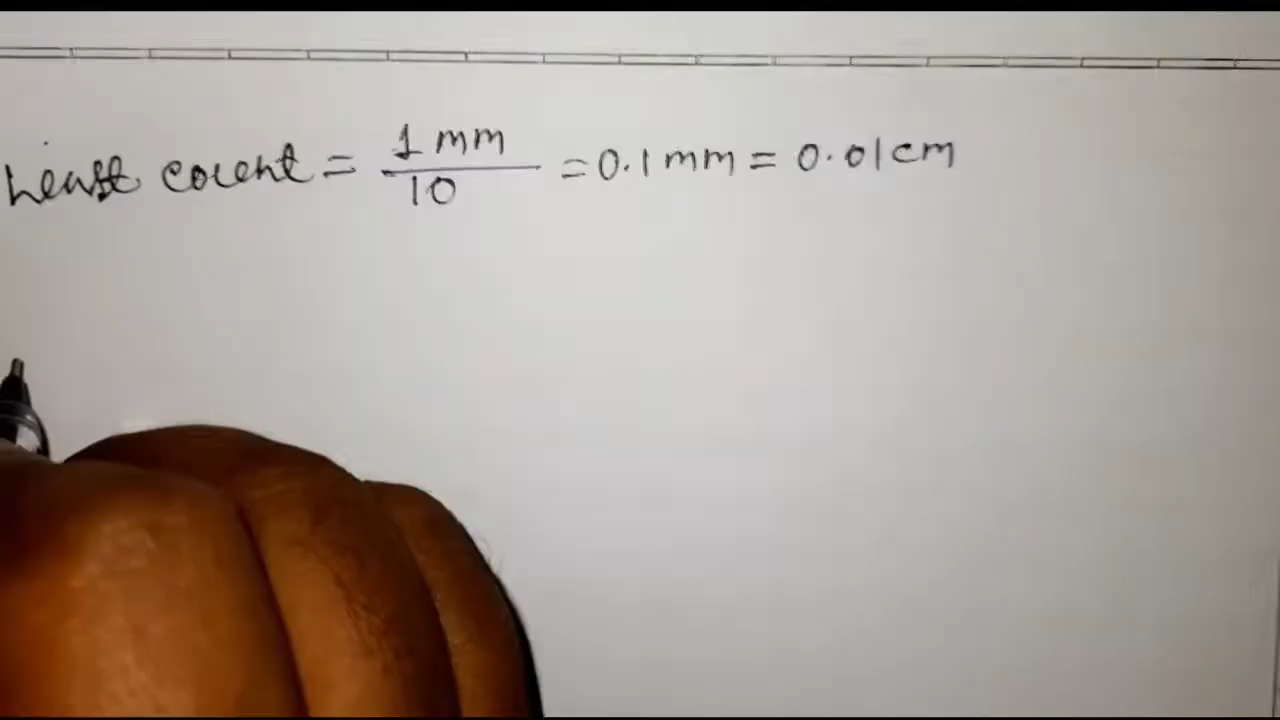 Least count = 1 mm / 10 = 0.1 mm = 0.01 cm